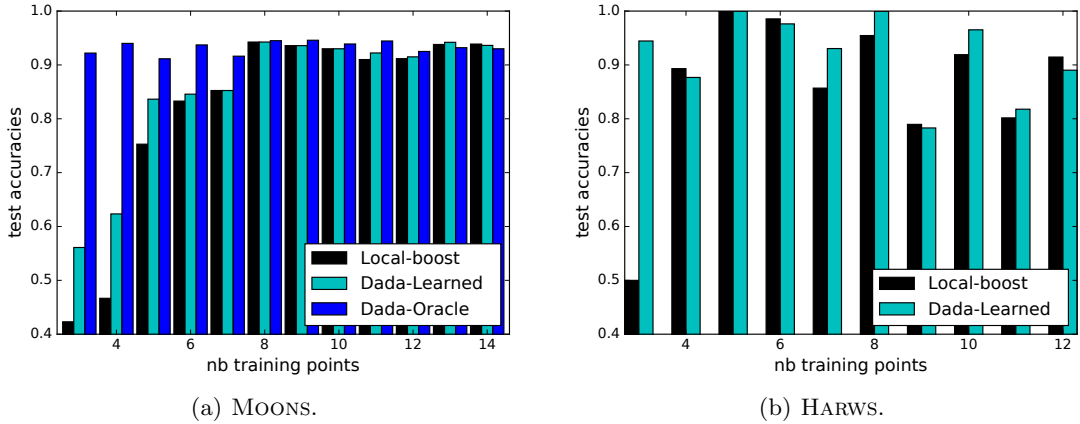 1.0
0.9
0.8
0.7
0.6
0.5
0.4
test accuracies
4 6 8 10 12 14
nb training points
Local-boost
Dada-Learned
Dada-Oracle
(a) Moons.
1.0
0.9
0.8
0.7
0.6
0.5
0.4
test accuracies
4 6 8 10 12
nb training points
Local-boost
Dada-Learned
(b) Harws.